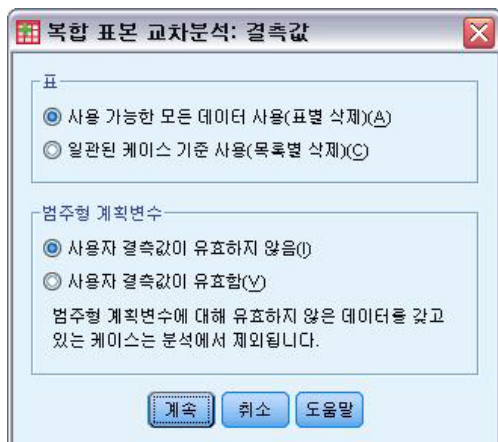 복합 표본 교차분석: 결측값
표
사용 가능한 모든 데이터 사용(표별 삭제)(A)
일관된 케이스 기준 사용(목록별 삭제)(C)
범주형 계획변수
사용자 결측값이 유효하지 않음(I)
사용자 결측값이 유효함(V)
범주형 계획변수에 대해 유효하지 않은 데이터를 갖고
있는 케이스는 분석에서 제외됩니다.
계속 취소 도움말